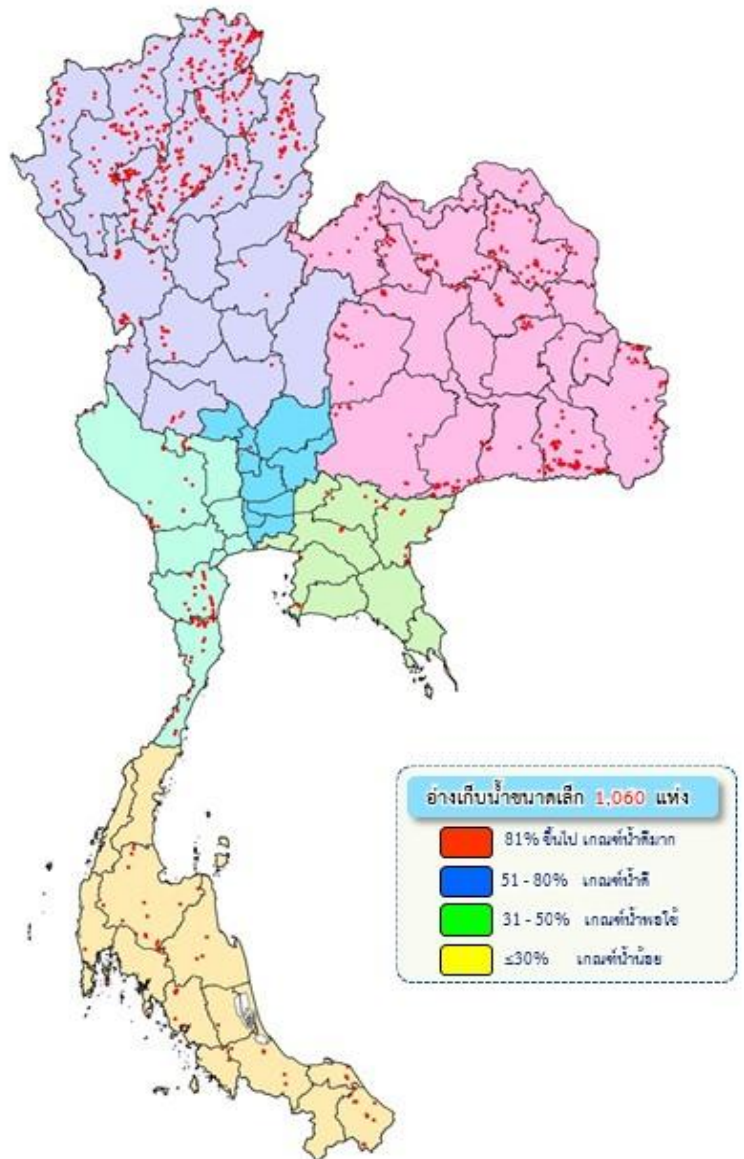 อ่างเก็บน้ำขนาดเล็ก 1,060 แห่ง
81% ขึ้นไป เกณฑ์น้ำดีมาก
51 - 80% เกณฑ์น้ำดี
31 - 50% เกณฑ์น้ำพอใช้
≤30% เกณฑ์น้ำน้อย